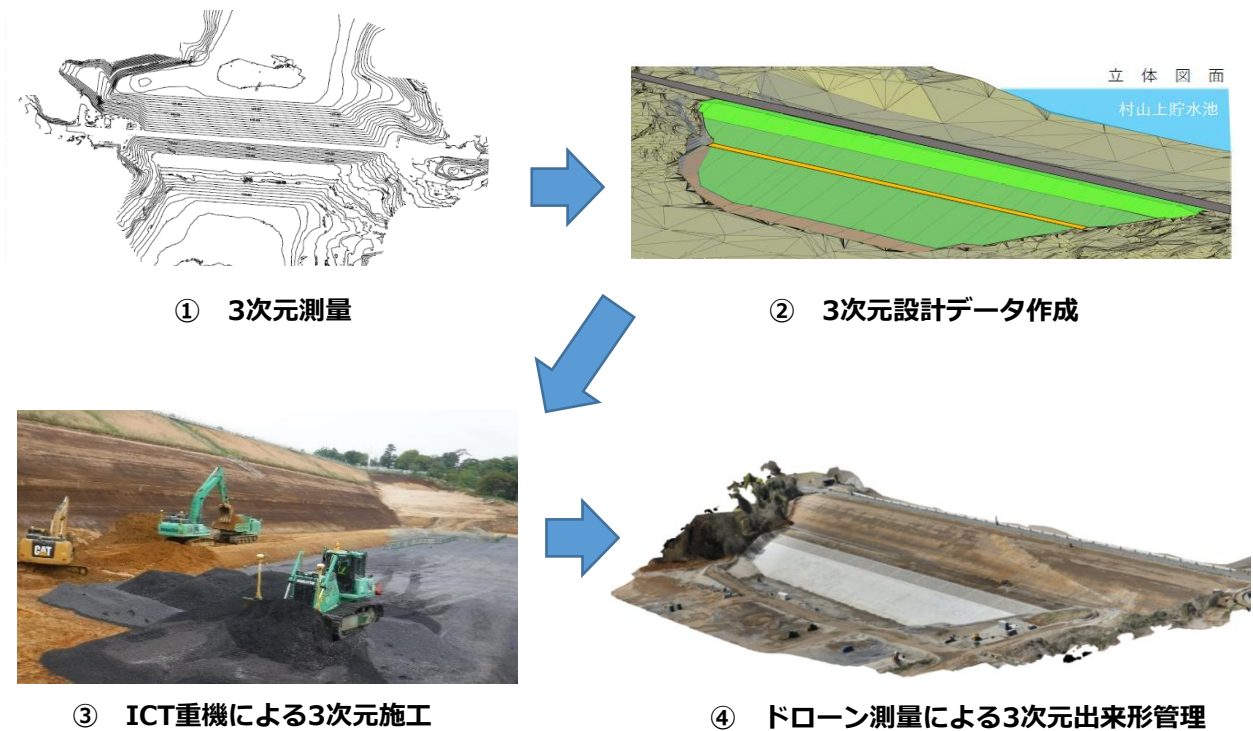 立体図面
村山上貯水池
① 3次元測量
② 3次元設計データ作成
CAT
③ ICT重機による3次元施工
④ ドローン測量による3次元出来形管理